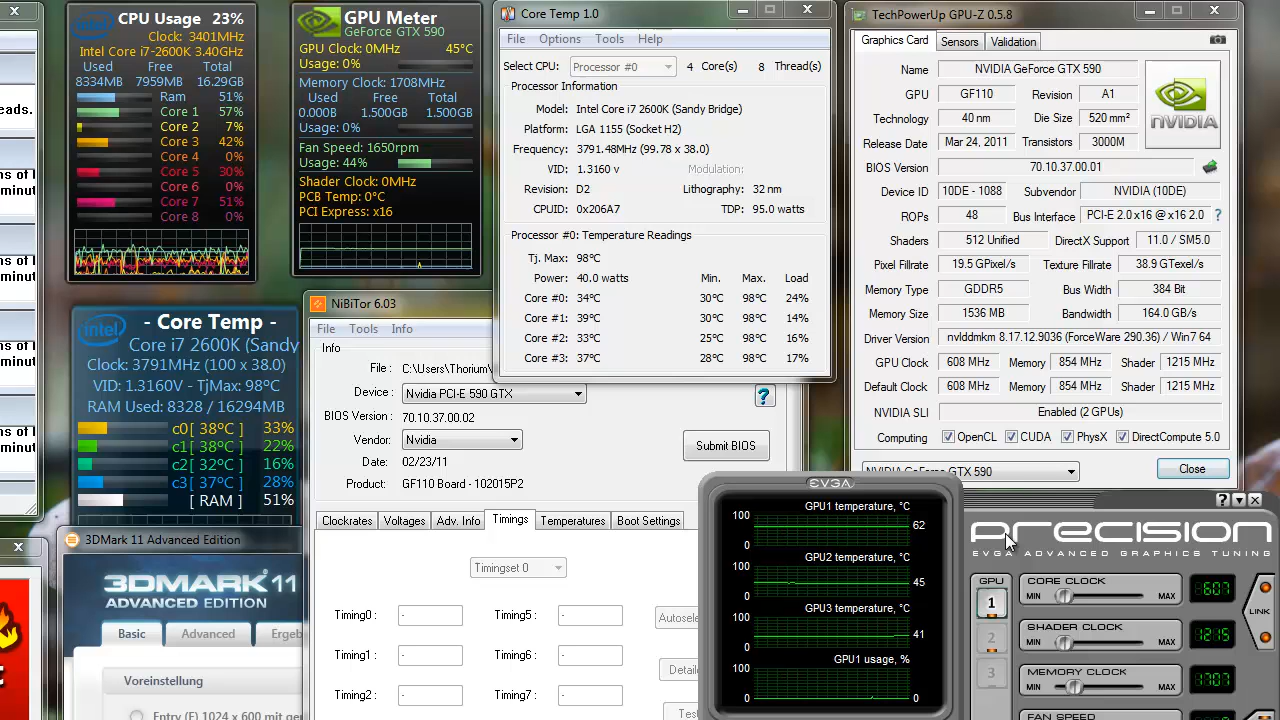 eads.
ns of l
minut
ns of l
minut
ns of l
minut
intel
CPU Usage 23%
Clock: 3401MHz
Intel Core i7-2600K 3.40GHz
Used Free Total
8334MB 7959MB 16.29GB
Ram 51%
Core 1 57%
Core 2 7%
Core 3 42%
Core 4 0%
Core 5 30%
Core 6 0%
Core 7 51%
Core 8 0%
GPU Meter
GeForce GTX 590
GPU Clock: 0MHz 45°C
Usage: 0%
Memory Clock: 1708MHz
Used Free Total
0.000B 1.500GB 1.500GB
Usage: 0%
Fan Speed: 1650rpm
Usage: 44%
Shader Clock: 0MHz
PCB Temp: 0°C
PCI Express: x16
Core Temp 1.0
File Options Tools Help
Select CPU: Processor #0 4 Core(s) 8 Thread(s)
Processor Information
Model: Intel Core i7 2600K (Sandy Bridge)
Platform: LGA 1155 (Socket H2)
Frequency: 3791.48MHz (99.78 x 38.0)
VID: 1.3160 v Modulation:
Revision: D2 Lithography: 32 nm
CPUID: 0x206A7 TDP: 95.0 watts
Processor #0: Temperature Readings
Tj. Max: 98°C
Power: 40.0 watts Min. Max. Load
Core #0: 34°C 30°C 98°C 24%
Core #1: 39°C 30°C 98°C 14%
Core #2: 33°C 25°C 98°C 16%
Core #3: 37°C 28°C 98°C 17%
TechPowerUp GPU-Z 0.5.8
Graphics Card Sensors Validation
Name NVIDIA GeForce GTX 590
GPU GF110 Revision A1
Technology 40 nm Die Size 520 mm²
Release Date Mar 24, 2011 Transistors 3000M
NVIDIA
BIOS Version 70.10.37.00.01
Device ID 10DE - 1088 Subvendor NVIDIA (10DE)
ROPs 48 Bus Interface PCI-E 2.0 x16 @ x16 2.0 ?
Shaders 512 Unified DirectX Support 11.0 / SM5.0
Pixel Fillrate 19.5 GPixel/s Texture Fillrate 38.9 GTexel/s
Memory Type GDDR5 Bus Width 384 Bit
Memory Size 1536 MB Bandwidth 164.0 GB/s
Driver Version nvlddmkm 8.17.12.9036 (ForceWare 290.36) / Win7 64
GPU Clock 608 MHz Memory 854 MHz Shader 1215 MHz
Default Clock 608 MHz Memory 854 MHz Shader 1215 MHz
NVIDIA SLI Enabled (2 GPUs)
Computing OpenCL CUDA PhysX DirectCompute 5.0
NVIDIA GeForce GTX 590 Close
intel
- Core Temp -
Core i7 2600K (Sandy
Clock: 3791MHz (100 x 38.0)
VID: 1.3160V - TjMax: 98°C
RAM Used: 8328 / 16294MB
c0[ 38°C ] 33%
c1[ 38°C ] 22%
c2[ 32°C ] 16%
c3[ 37°C ] 28%
[ RAM ] 51%
NiBiTor 6.03
File Tools Info
Info
File : C:\Users\Thorium\
Device : Nvidia PCI-E 590 GTX ?
BIOS Version : 70.10.37.00.02
Vendor: Nvidia
Submit BIOS
Date: 02/23/11
Product: GF110 Board - 102015P2
Clockrates Voltages Adv. Info Timings Temperatures Boot Settings
Timingset 0
Timing0 : - Timing5 : - Autosele
Timing1 : - Timing6 : - Detaile
Timing2 : - Timing7 : - Test
3DMark 11 Advanced Edition
3DMARK 11
ADVANCED EDITION
Basic Advanced Ergeb
Voreinstellung
Entry (E) 1024 x 600 mit ger
EVGA
GPU1 temperature, °C
100
62
0
GPU2 temperature, °C
100
45
0
GPU3 temperature, °C
100
41
0
GPU1 usage, %
100
0 0
precision
EVGA ADVANCED GRAPHICS TUNING
GPU
1
2
3
CORE CLOCK
MIN MAX 607
SHADER CLOCK
MIN MAX 1215
LINK
MEMORY CLOCK
MIN MAX 1707
FAN SPEED